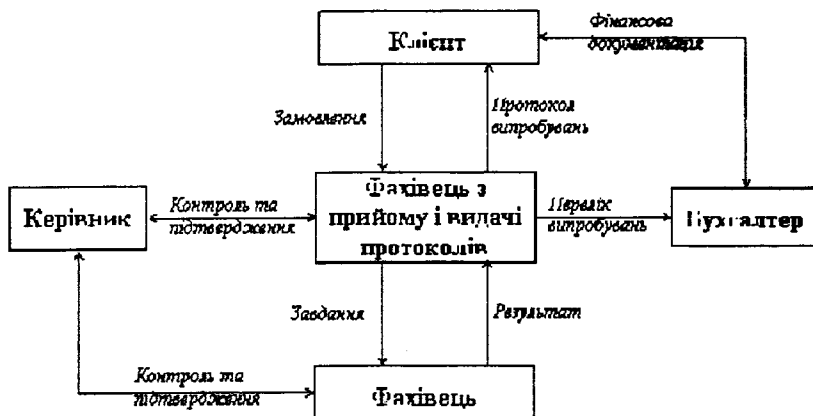 Клієнт
Фінансова
документація
Замовлення
Протокол
випробувань
Керівник
Контроль та
підтвердження
Фахівець з
прийому і видачі
протоколів
Перелік
випробувань
Бухгалтер
Завдання
Результат
Контроль та
підтвердження
Фахівець